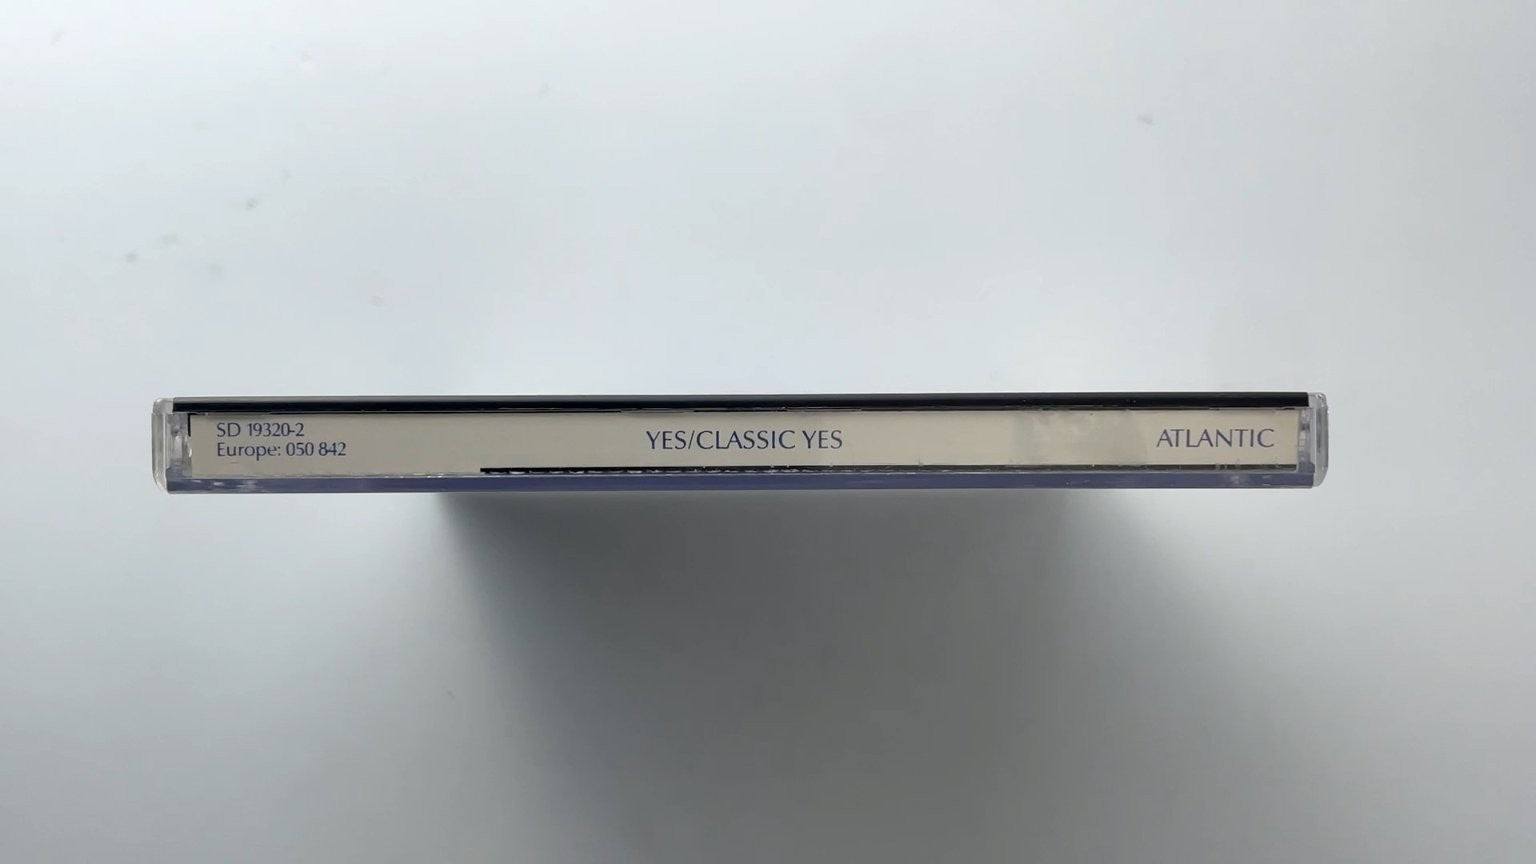 SD 19320-2
Europe: 050 842
YES/CLASSIC YES
ATLANTIC